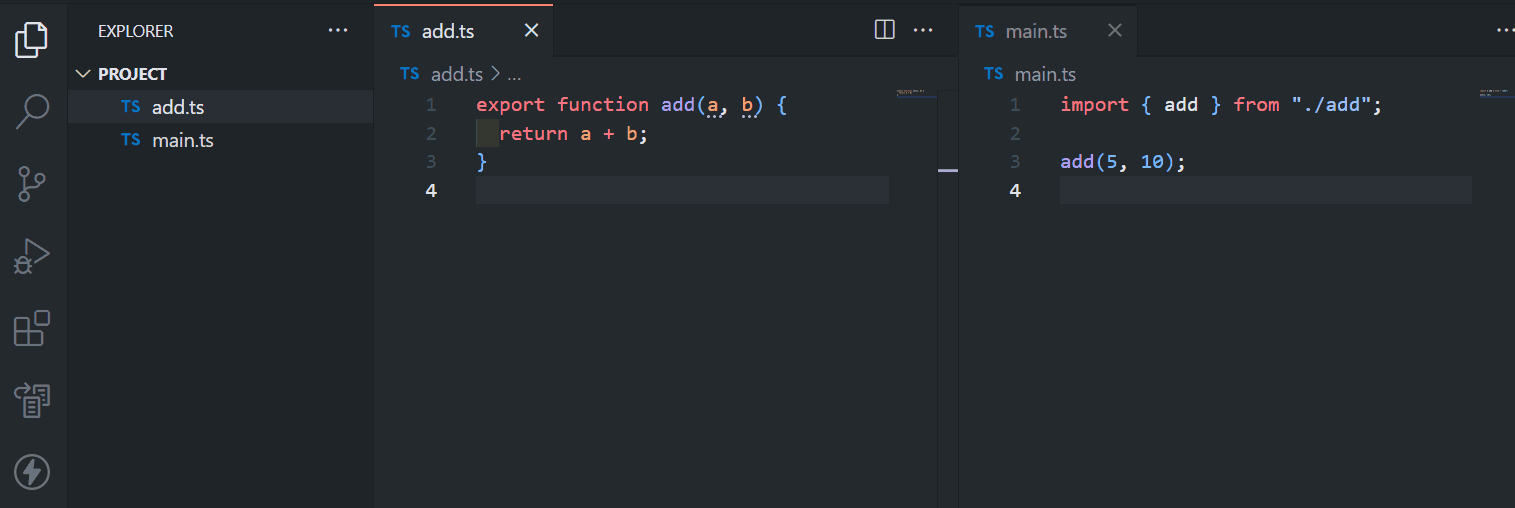 EXPLORER
PROJECT
TS add.ts
TS main.ts
TS add.ts
TS add.ts > ...
1 export function add(a, b) {
2   return a + b;
3 }
4
TS main.ts
TS main.ts
1 import { add } from "./add";
2
3 add(5, 10);
4